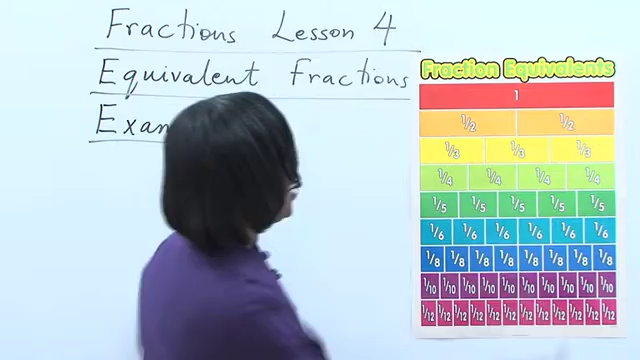 Fractions Lesson 4
Equivalent Fractions
Fraction Equivalents
1
1/2 1/2
1/3 1/3 1/3
1/4 1/4 1/4 1/4
1/5 1/5 1/5 1/5 1/5
1/6 1/6 1/6 1/6 1/6 1/6
1/8 1/8 1/8 1/8 1/8 1/8 1/8 1/8
1/10 1/10 1/10 1/10 1/10 1/10 1/10 1/10 1/10 1/10
1/12 1/12 1/12 1/12 1/12 1/12 1/12 1/12 1/12 1/12 1/12 1/12